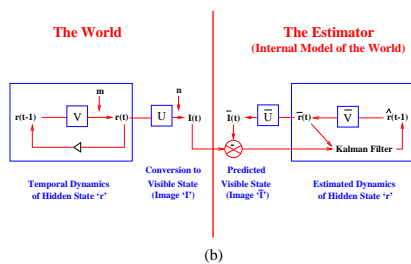 The World
The Estimator
(Internal Model of the World)
m
n
r(t-1)
V
r(t)
U
I(t)
I̅(t)
U̅
r̅(t)
V̅
r̂(t-1)
-
Kalman Filter
Temporal Dynamics
of Hidden State ‘r’
Conversion to
Visible State
(Image ‘I’)
Predicted
Visible State
(Image ‘I̅’)
Estimated Dynamics
of Hidden State ‘r’
(b)